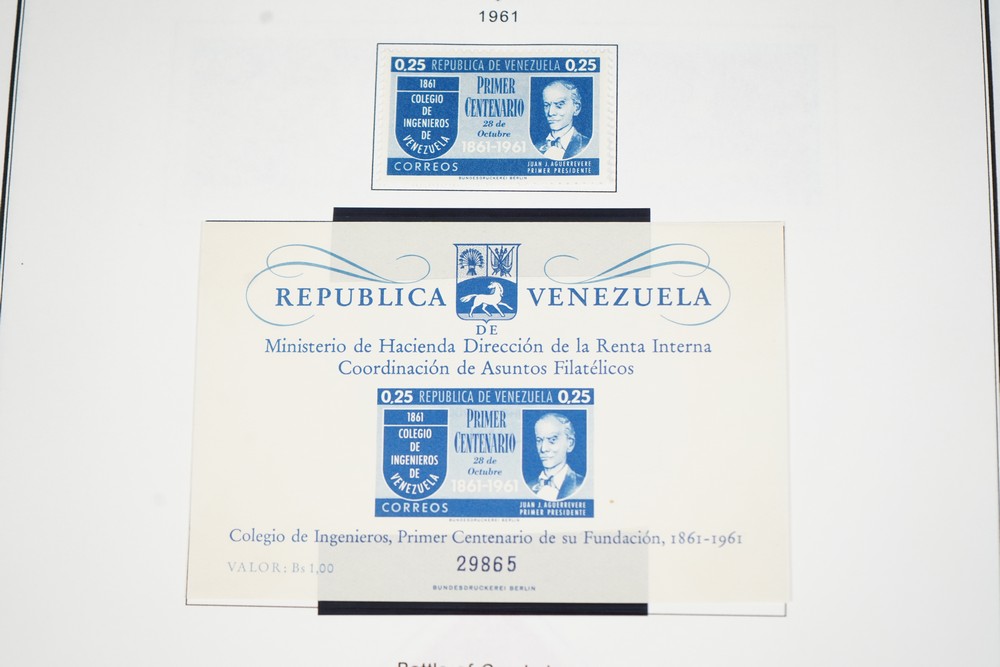 1961
0,25 REPUBLICA DE VENEZUELA 0,25
1861
COLEGIO
DE
INGENIEROS
DE
VENEZUELA
PRIMER
CENTENARIO
28 de
Octubre
1861-1961
CORREOS
JUAN J. AGUERREVERE
PRIMER PRESIDENTE
BUNDESDRUCKEREI BERLIN
REPUBLICA VENEZUELA
DE
Ministerio de Hacienda Dirección de la Renta Interna
Coordinación de Asuntos Filatélicos
0,25 REPUBLICA DE VENEZUELA 0,25
1861
COLEGIO
DE
INGENIEROS
DE
VENEZUELA
PRIMER
CENTENARIO
28 de
Octubre
1861-1961
CORREOS
JUAN J. AGUERREVERE
PRIMER PRESIDENTE
BUNDESDRUCKEREI BERLIN
Colegio de Ingenieros, Primer Centenario de su Fundación, 1861-1961
VALOR; Bs 1,00
29865
BUNDESDRUCKEREI BERLIN
Battle of